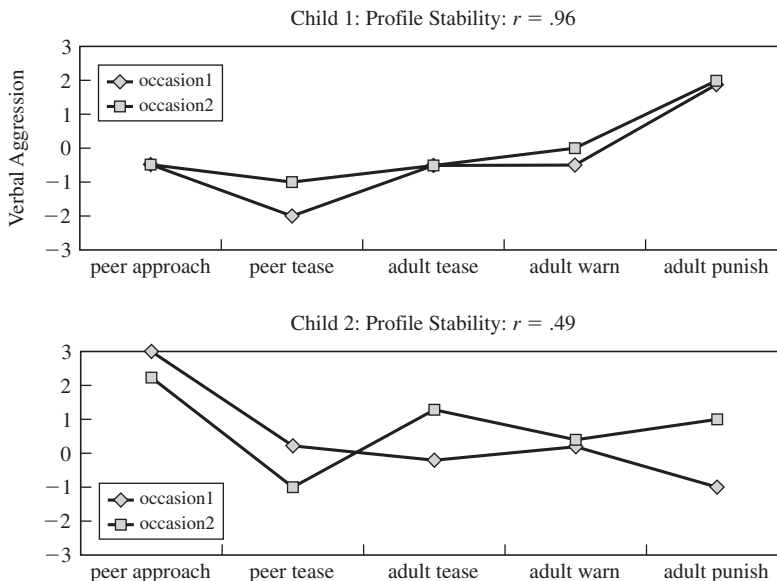 Child 1: Profile Stability: r = .96
3
2
1
0
−1
−2
−3
Verbal Aggression
occasion1
occasion2
peer approach peer tease adult tease adult warn adult punish
Child 2: Profile Stability: r = .49
3
2
1
0
−1
−2
−3
occasion1
occasion2
peer approach peer tease adult tease adult warn adult punish